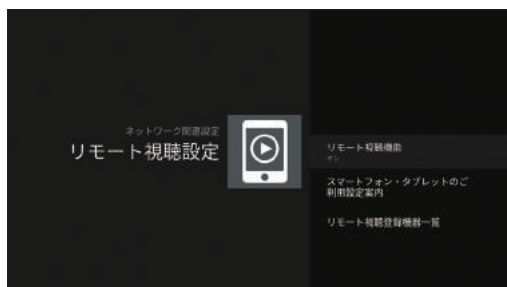 ネットワーク関連設定
リモート視聴設定
リモート視聴機能
オン
スマートフォン・タブレットのご
利用設定案内
リモート視聴登録機器一覧